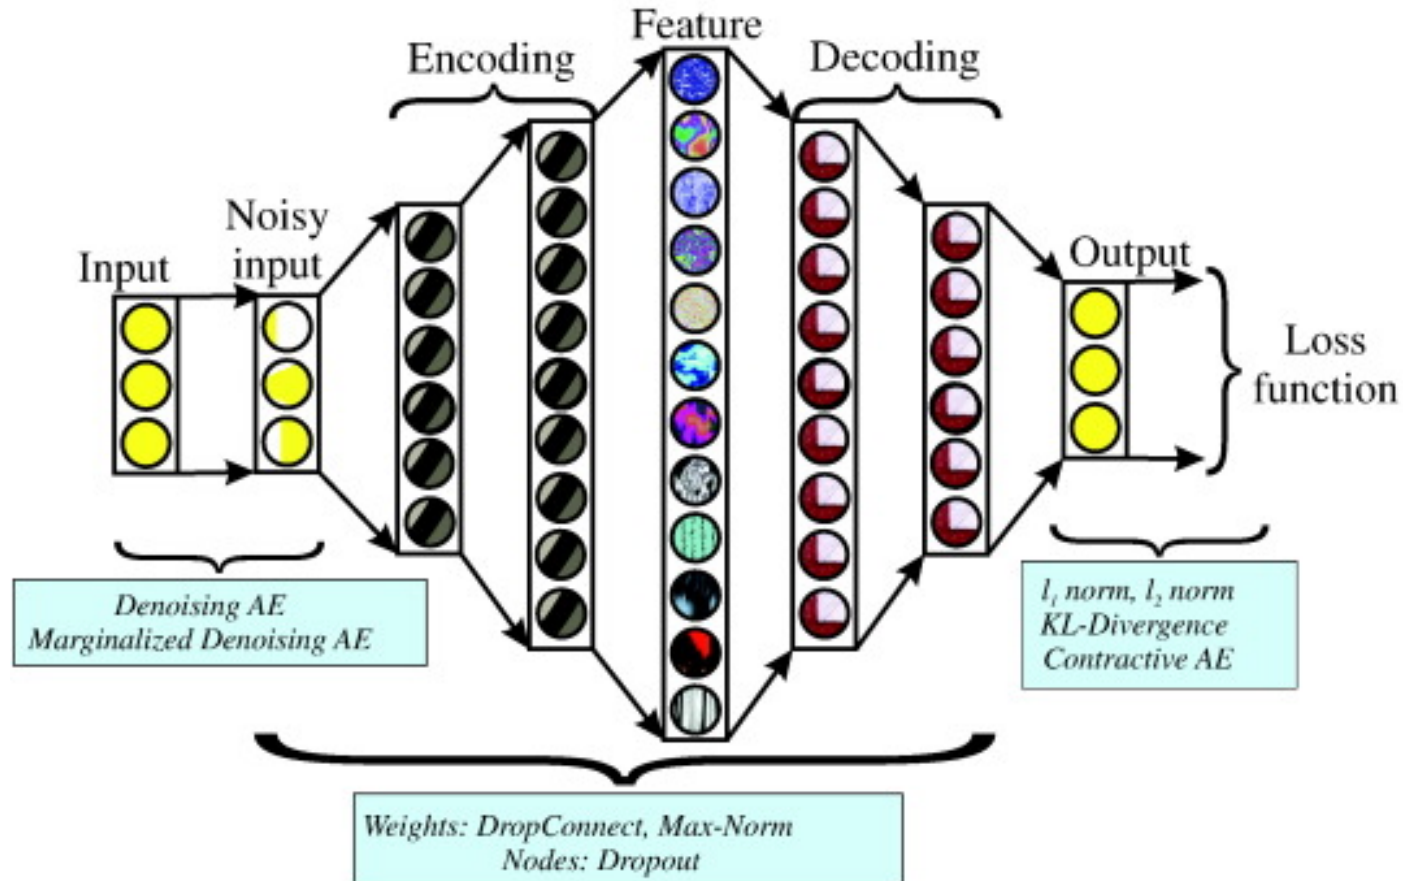 Feature
Encoding
Decoding
Noisy
input
Input
Output
Loss
function
Denoising AE
Marginalized Denoising AE
l₁ norm, l₂ norm
KL-Divergence
Contractive AE
Weights: DropConnect, Max-Norm
Nodes: Dropout